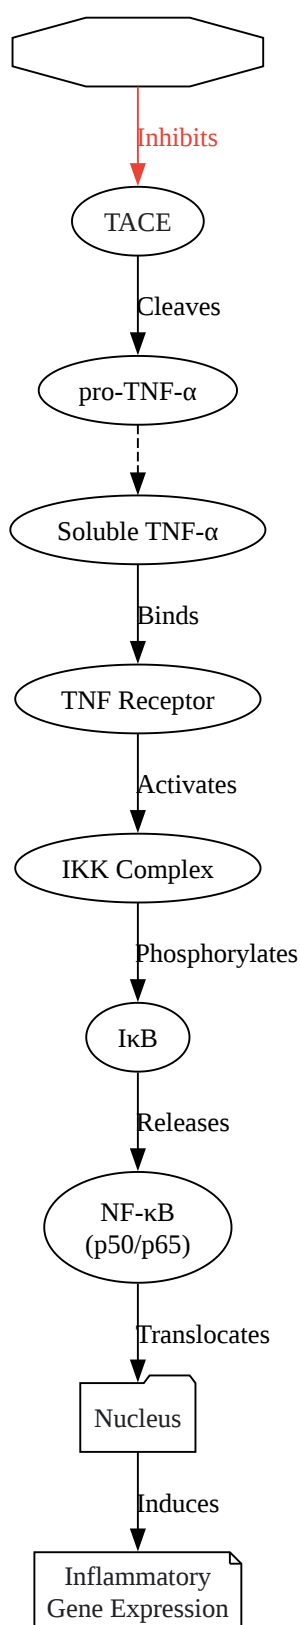 Inhibits
TACE
Cleaves
pro-TNF-α
Soluble TNF-α
Binds
TNF Receptor
Activates
IKK Complex
Phosphorylates
IκB
Releases
NF-κB
(p50/p65)
Translocates
Nucleus
Induces
Inflammatory
Gene Expression